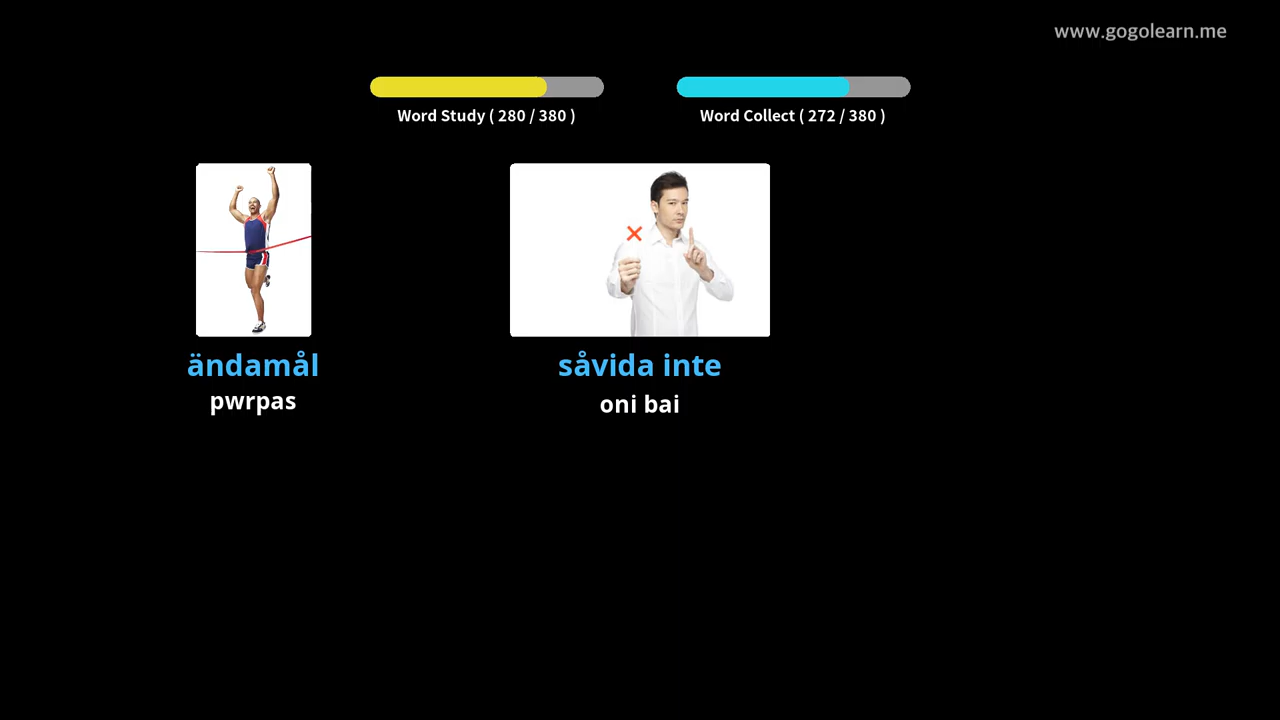 www.gogolearn.me
Word Study ( 280 / 380 )
Word Collect ( 272 / 380 )
ändamål
pwrpas
såvida inte
oni bai